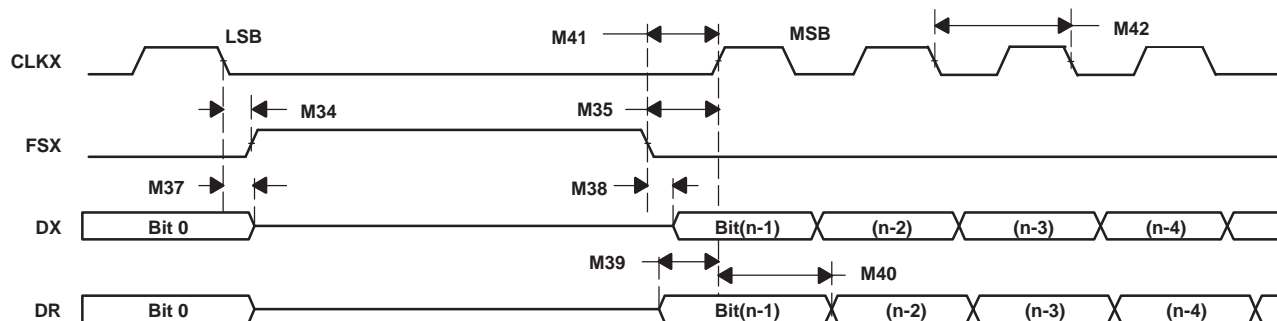 LSB
M41
MSB
M42
CLKX
M34
M35
FSX
M37
M38
DX
Bit 0
Bit(n-1)
(n-2)
(n-3)
(n-4)
M39
M40
DR
Bit 0
Bit(n-1)
(n-2)
(n-3)
(n-4)